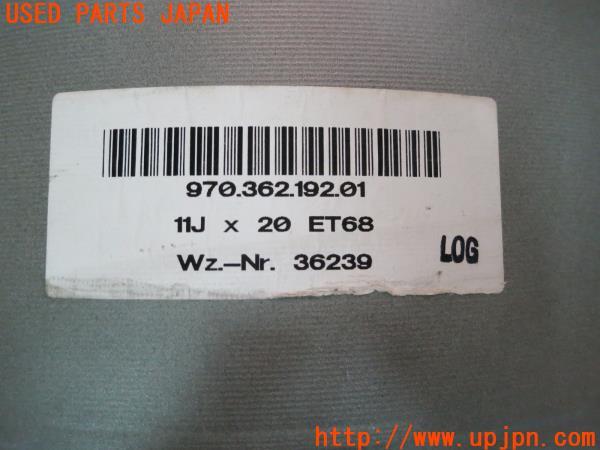 USED PARTS JAPAN
970.362.192.01
11J x 20 ET68
Wz.-Nr. 36239
LOG
http://www.upjpn.com/